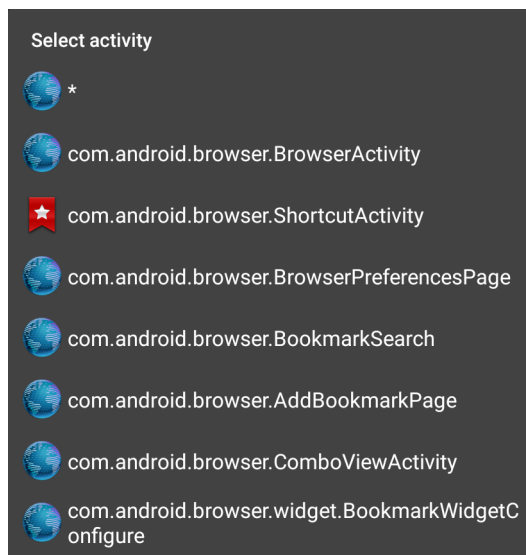 Select activity
*
com.android.browser.BrowserActivity
com.android.browser.ShortcutActivity
com.android.browser.BrowserPreferencesPage
com.android.browser.BookmarkSearch
com.android.browser.AddBookmarkPage
com.android.browser.ComboViewActivity
com.android.browser.widget.BookmarkWidgetC
onfigure